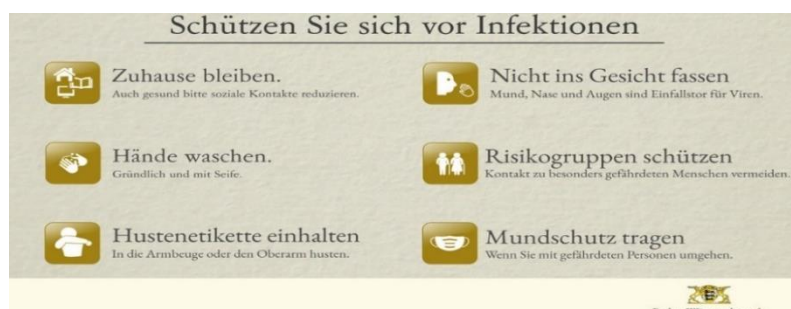 Schützen Sie sich vor Infektionen
Zuhause bleiben.
Auch gesund bitte soziale Kontakte reduzieren.
Nicht ins Gesicht fassen
Mund, Nase und Augen sind Einfallstor für Viren.
Hände waschen.
Gründlich und mit Seife.
Risikogruppen schützen
Kontakt zu besonders gefährdeten Menschen vermeiden.
Hustenetikette einhalten
In die Armbeuge oder den Oberarm husten.
Mundschutz tragen
Wenn Sie mit gefährdeten Personen umgehen.